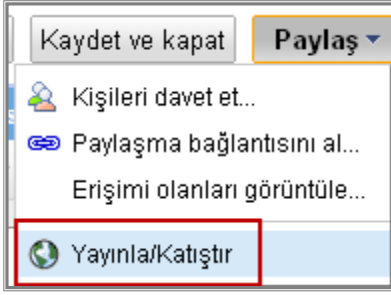 Kaydet ve kapat Paylaş
Kişileri davet et...
Paylaşma bağlantısını al...
Erişimi olanları görüntüle...
Yayınla/Katıştır